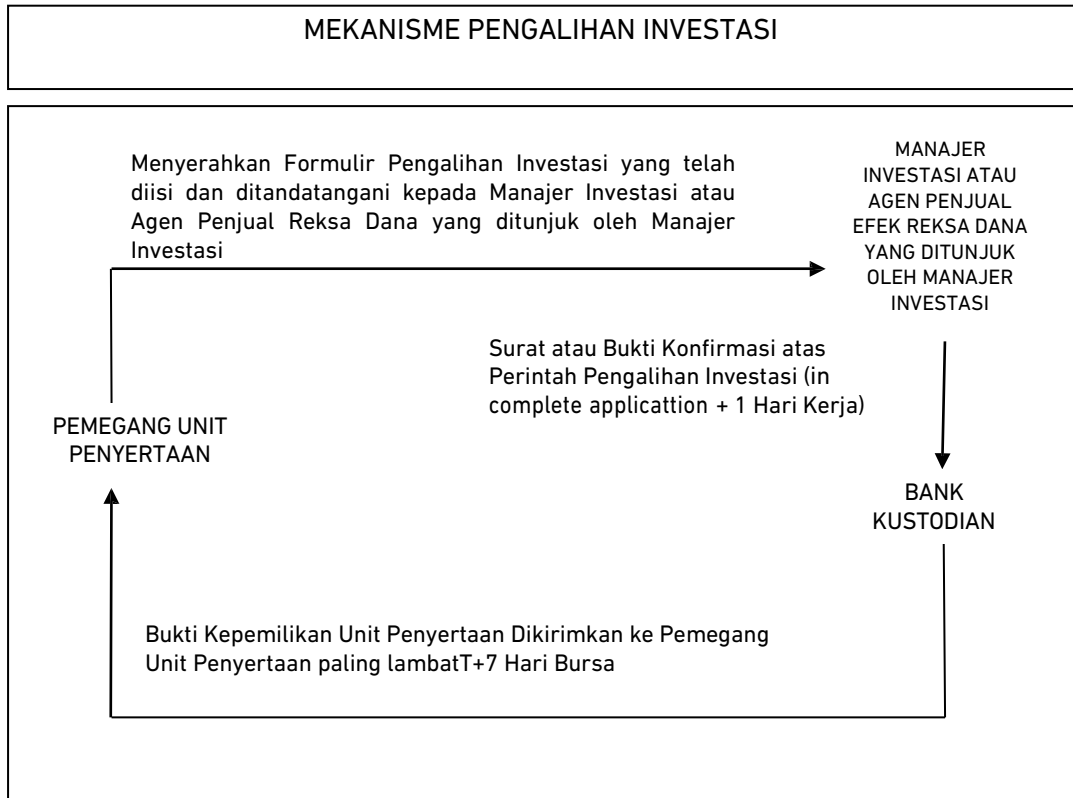 MEKANISME PENGALIHAN INVESTASI
Menyerahkan Formulir Pengalihan Investasi yang telah
diisi dan ditandatangani kepada Manajer Investasi atau
Agen Penjual Reksa Dana yang ditunjuk oleh Manajer
Investasi
MANAJER
INVESTASI ATAU
AGEN PENJUAL
EFEK REKSA DANA
YANG DITUNJUK
OLEH MANAJER
INVESTASI
Surat atau Bukti Konfirmasi atas
Perintah Pengalihan Investasi (in
complete applicattion + 1 Hari Kerja)
PEMEGANG UNIT
PENYERTAAN
BANK
KUSTODIAN
Bukti Kepemilikan Unit Penyertaan Dikirimkan ke Pemegang
Unit Penyertaan paling lambatT+7 Hari Bursa